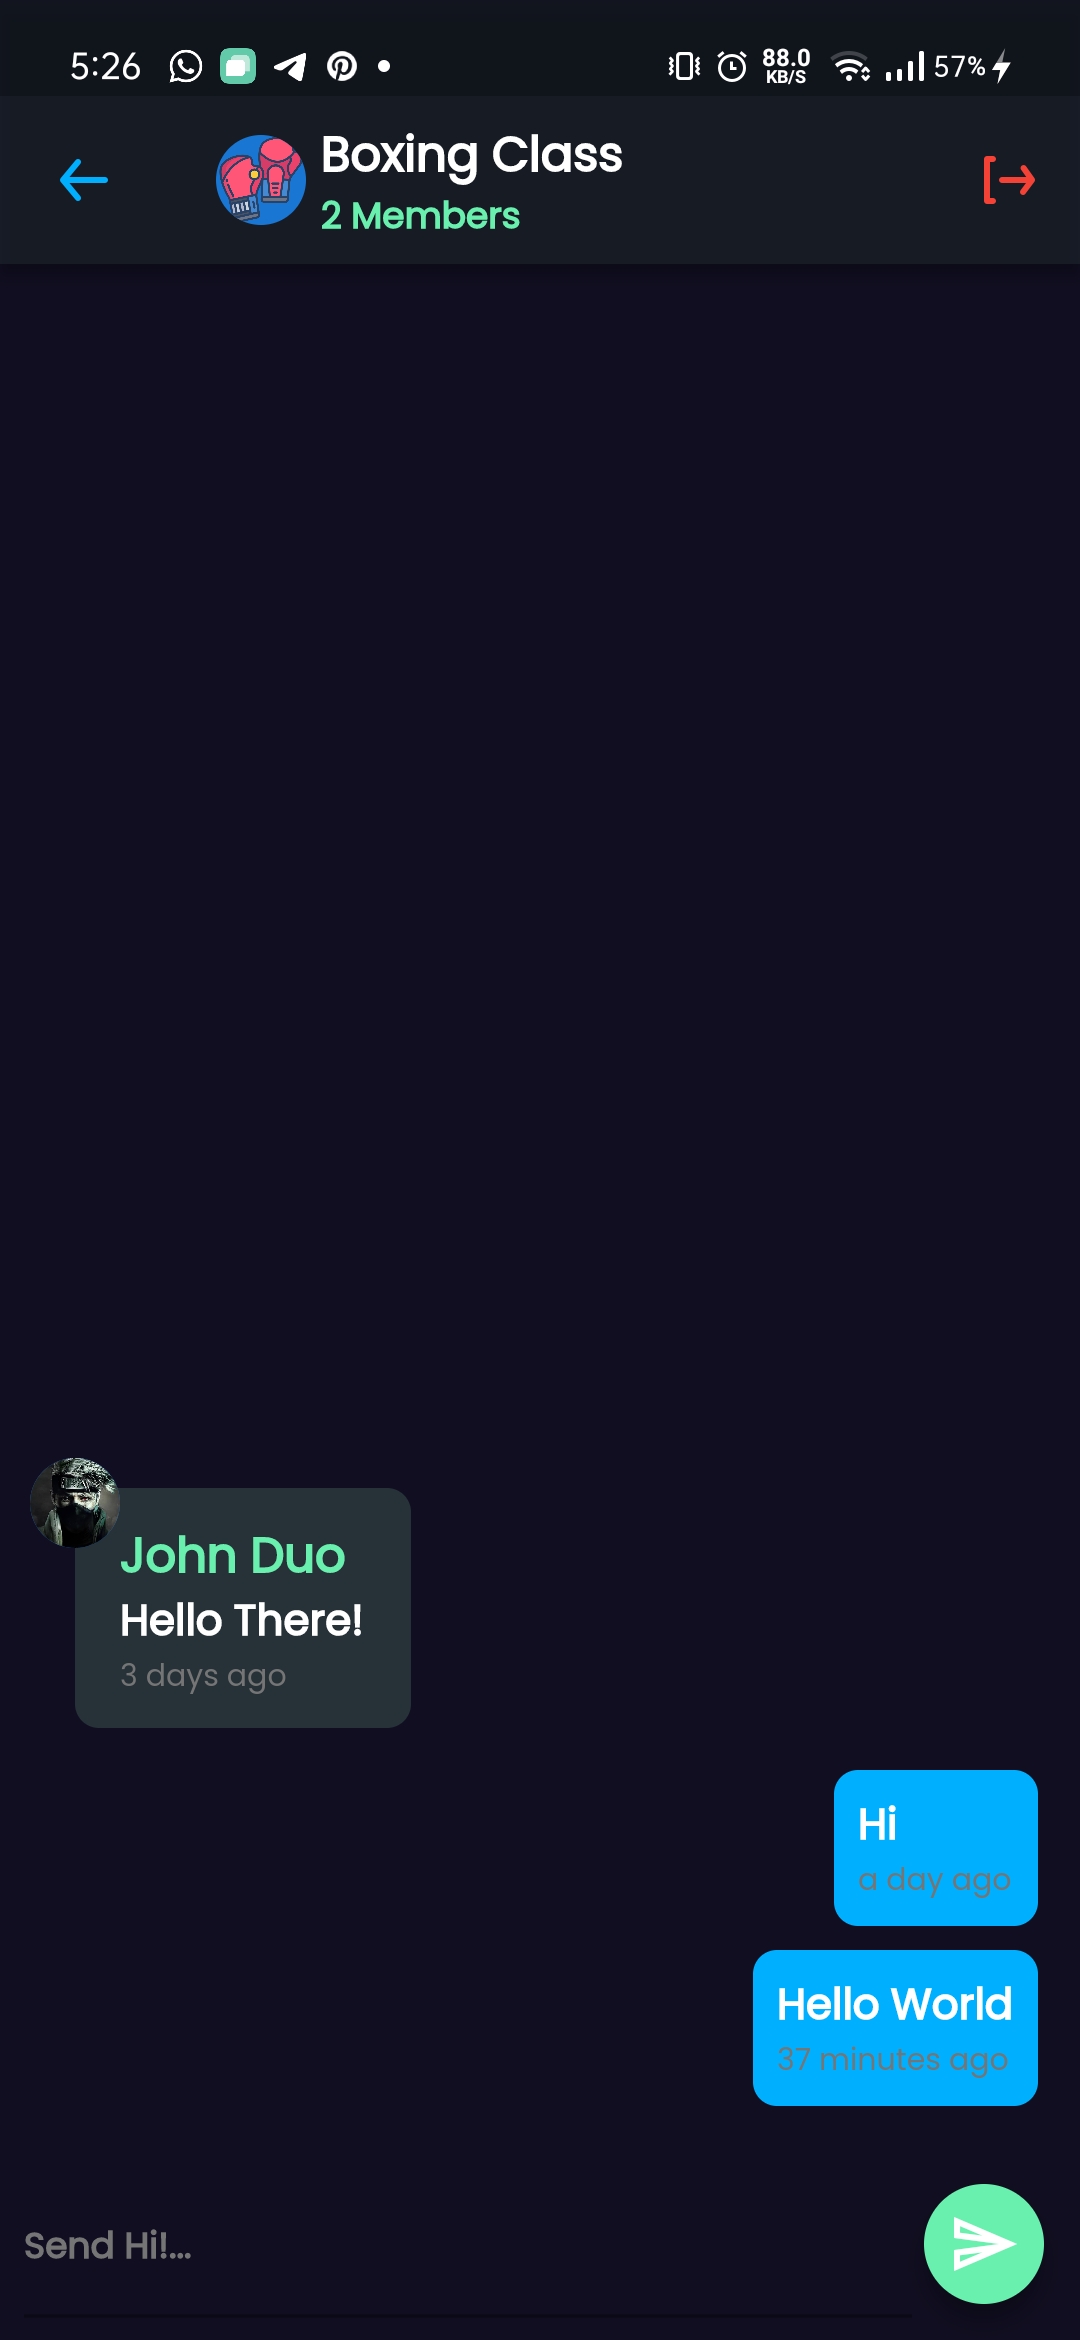 5:26
88.0
KB/S
57%
Boxing Class
2 Members
John Duo
Hello There!
3 days ago
Hi
a day ago
Hello World
37 minutes ago
Send Hi!...